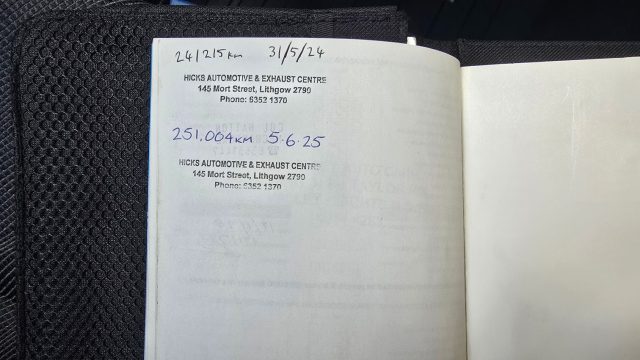 241215km 31/5/24
HICKS AUTOMOTIVE & EXHAUST CENTRE
145 Mort Street, Lithgow 2790
Phone: 6352 1370
251,004km 5.6.25
HICKS AUTOMOTIVE & EXHAUST CENTRE
145 Mort Street, Lithgow 2790
Phone: 6352 1370